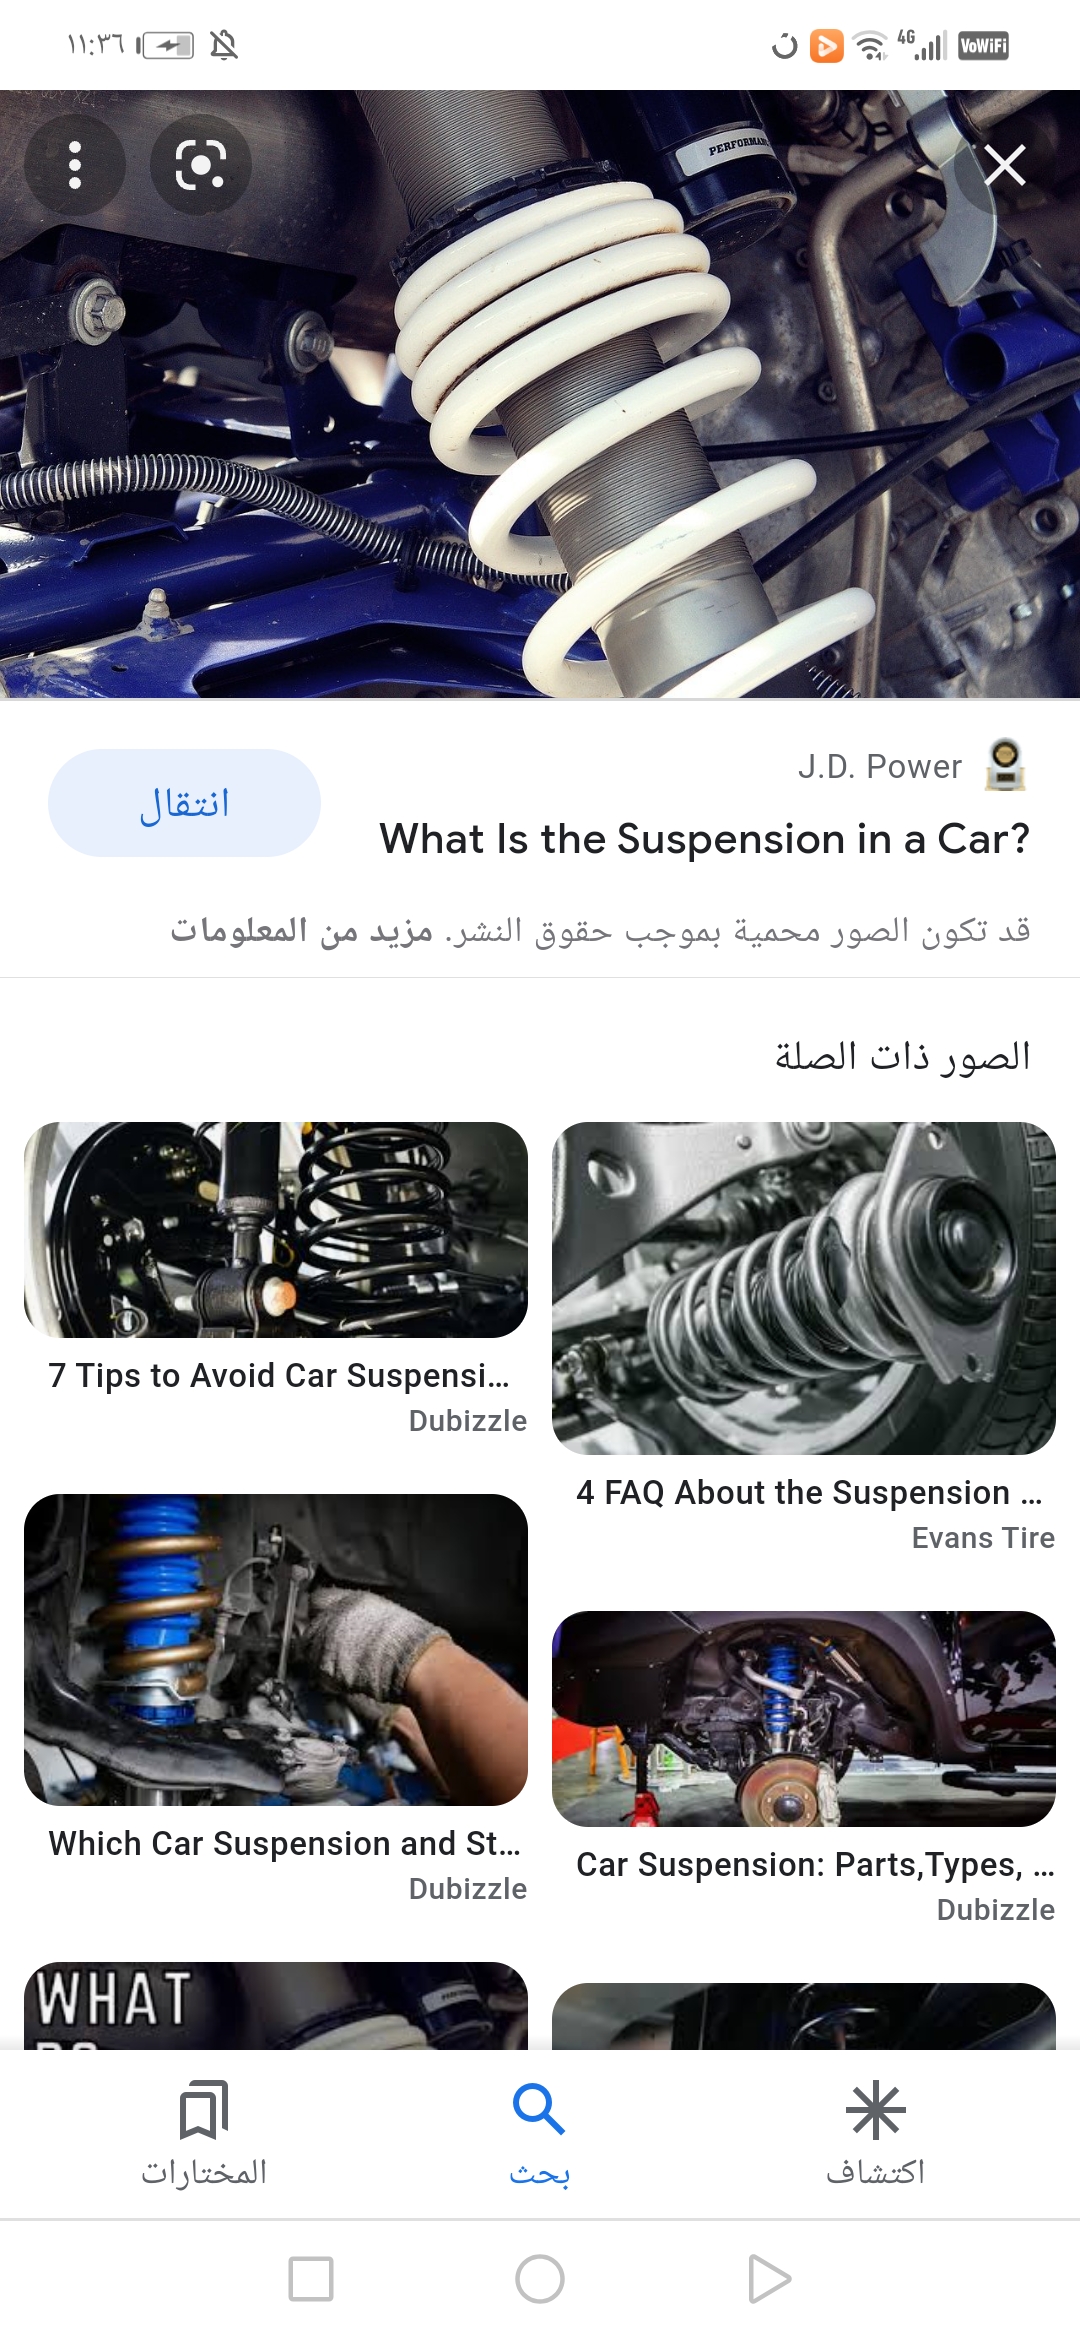 ١١:٣٦
4G
VoWiFi
PERFORMAN
J.D. Power
انتقال
What Is the Suspension in a Car?
قد تكون الصور محمية بموجب حقوق النشر. مزيد من المعلومات
الصور ذات الصلة
7 Tips to Avoid Car Suspensi...
Dubizzle
4 FAQ About the Suspension ...
Evans Tire
Which Car Suspension and St...
Dubizzle
Car Suspension: Parts,Types, ...
Dubizzle
WHAT
اكتشاف
بحث
المختارات